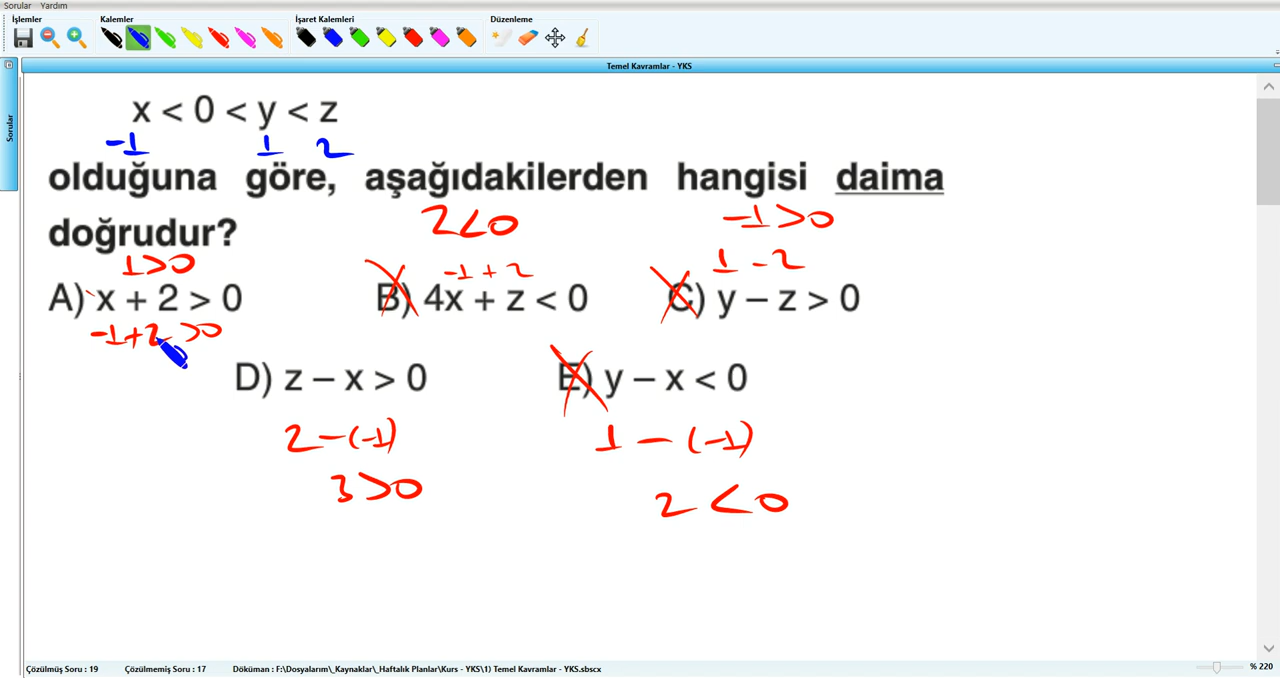 Sorular Yardım
İşlemler Kalemler İşaret Kalemleri Düzenleme
Temel Kavramlar - YKS
Sorular
x < 0 < y < z
-1 1 2
olduğuna göre, aşağıdakilerden hangisi daima
2<0 -1>0
doğrudur?
1>0 -1+2 1-2
A) x + 2 > 0 B) 4x + z < 0 C) y – z > 0
-1+2>0
D) z – x > 0 E) y – x < 0
2-(-1) 1-(-1)
3>0 2<0
Çözülmüş Soru : 19 Çözülmemiş Soru : 17 Döküman : F:\Dosyalarım\_Kaynaklar\_Haftalık Planlar\Kurs - YKS\1) Temel Kavramlar - YKS.sbscx % 220